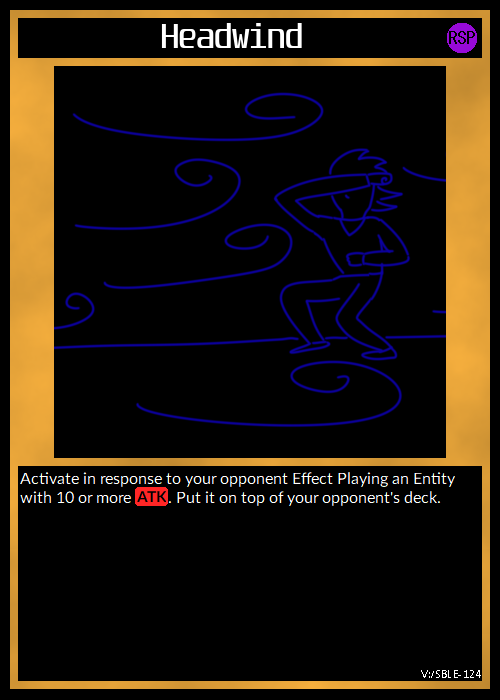 Headwind
RSP
Activate in response to your opponent Effect Playing an Entity
with 10 or more ATK. Put it on top of your opponent's deck.
V:/SBLE-124